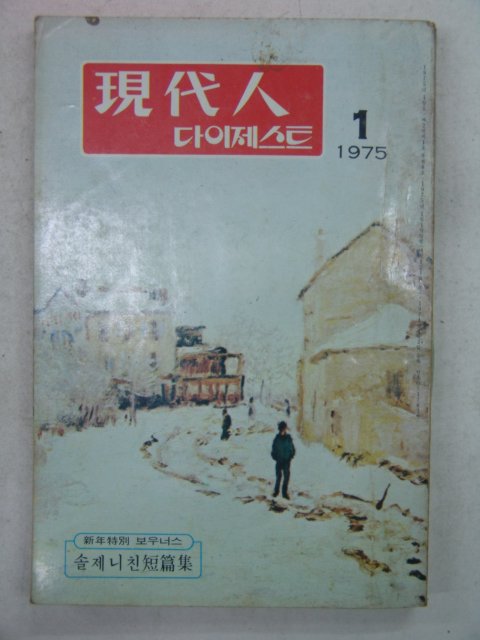 現代人
다이제스트
1
1975
新年特別 보우너스
솔제니친短篇集